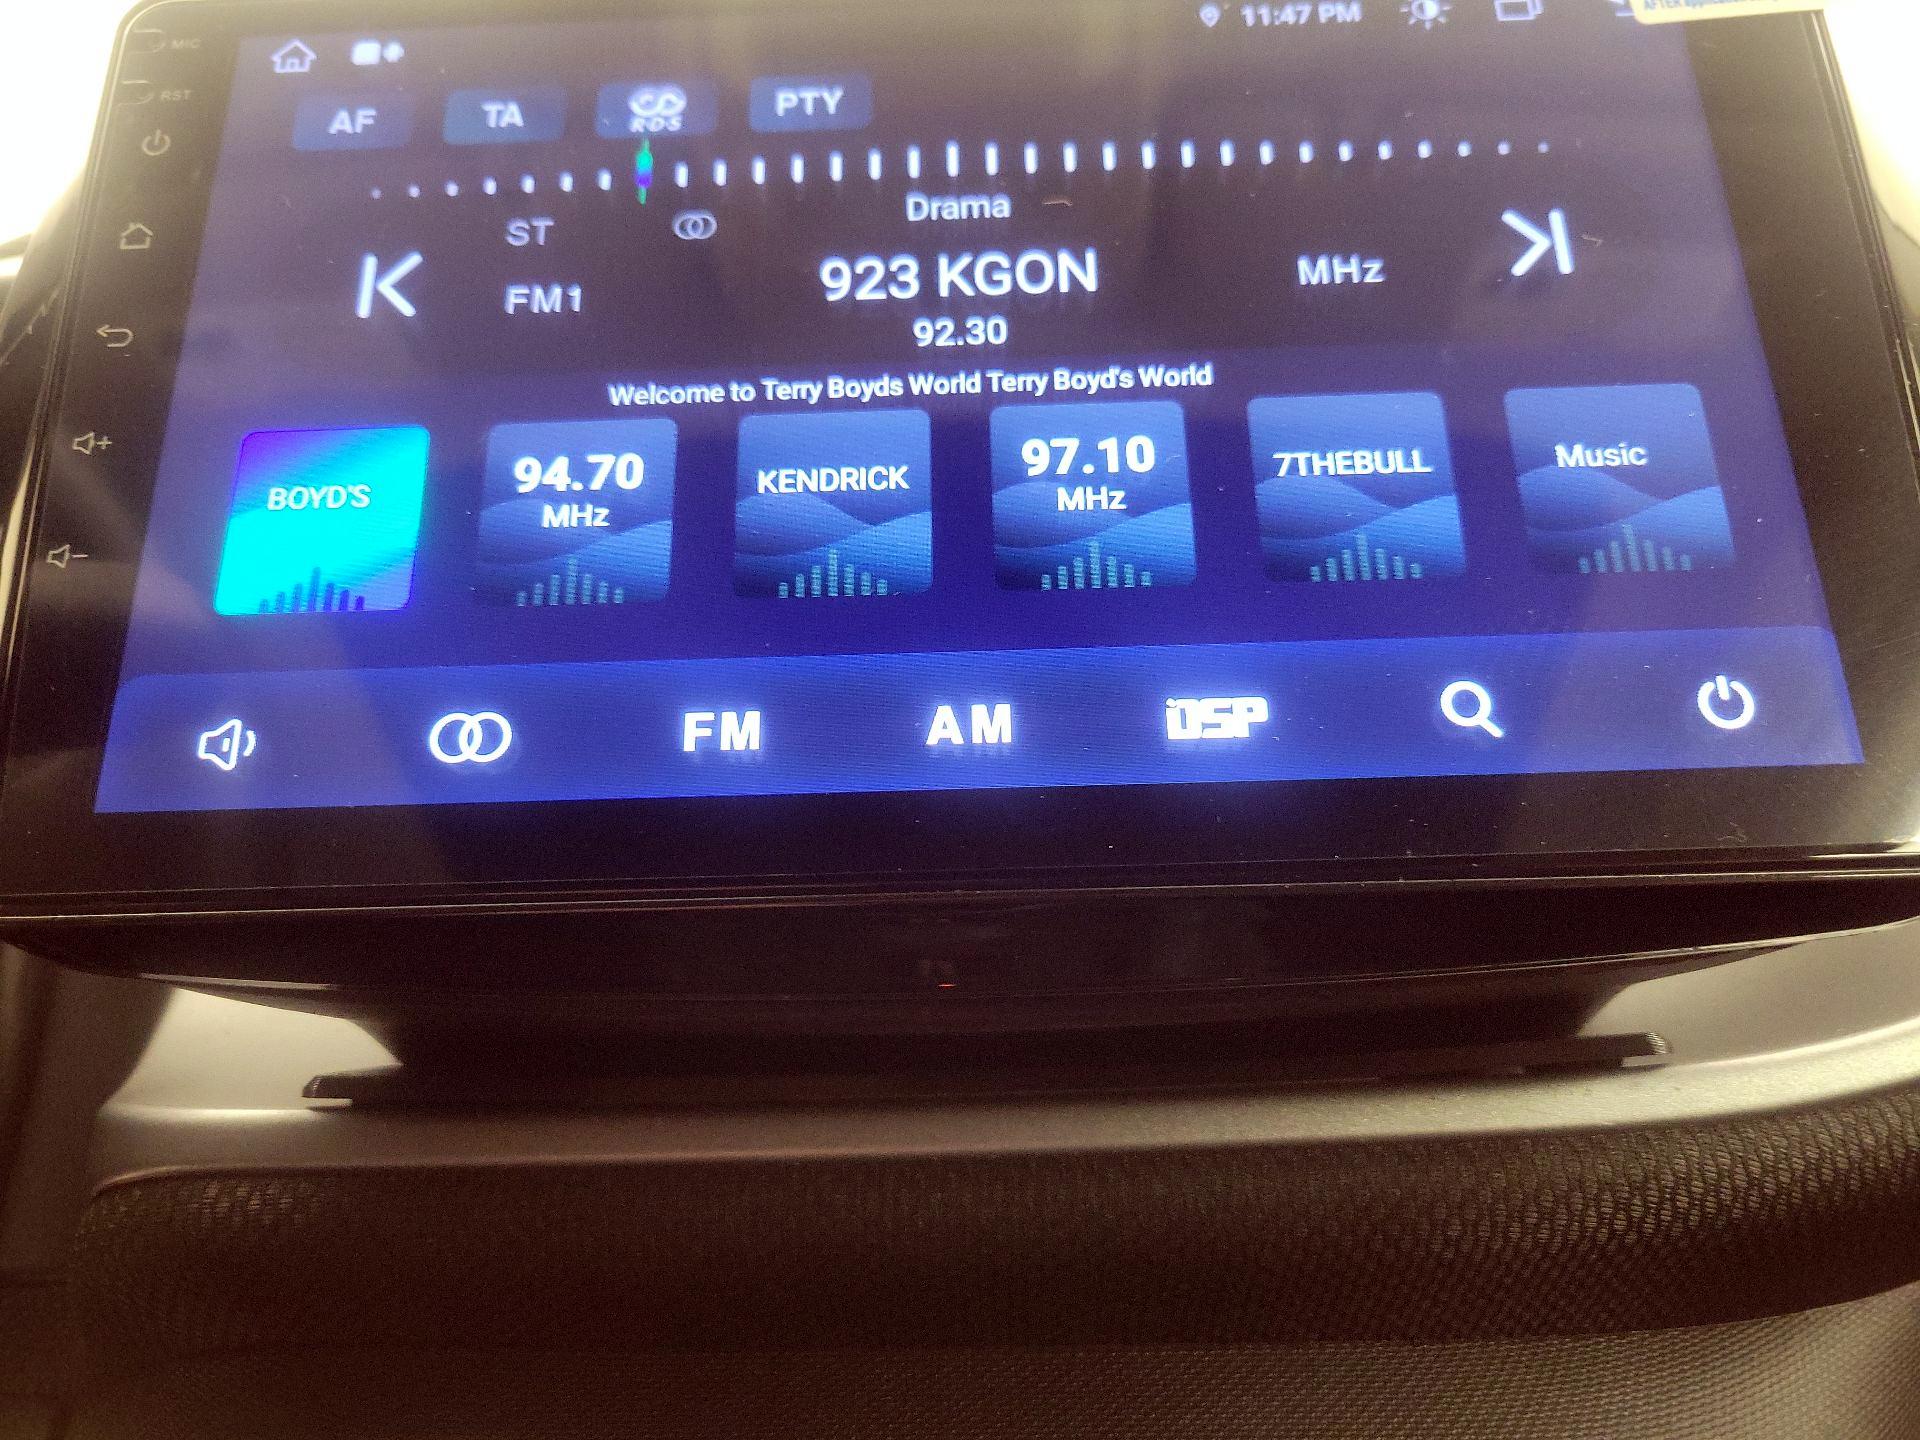 MIC
11:47 PM
RST
AF TA RDS PTY
Drama
ST
923 KGON
MHz
FM1
92.30
Welcome to Terry Boyds World Terry Boyd's World
BOYD'S
94.70
MHz
KENDRICK
97.10
MHz
7THEBULL
Music
FM AM iDSP